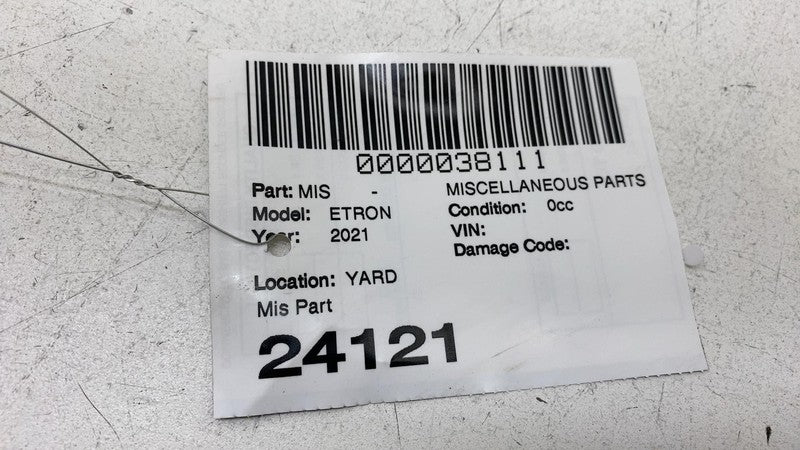 0000038111
Part: MIS - MISCELLANEOUS PARTS
Model: ETRON Condition: 0cc
Year: 2021 VIN:
Damage Code:
Location: YARD
Mis Part
24121